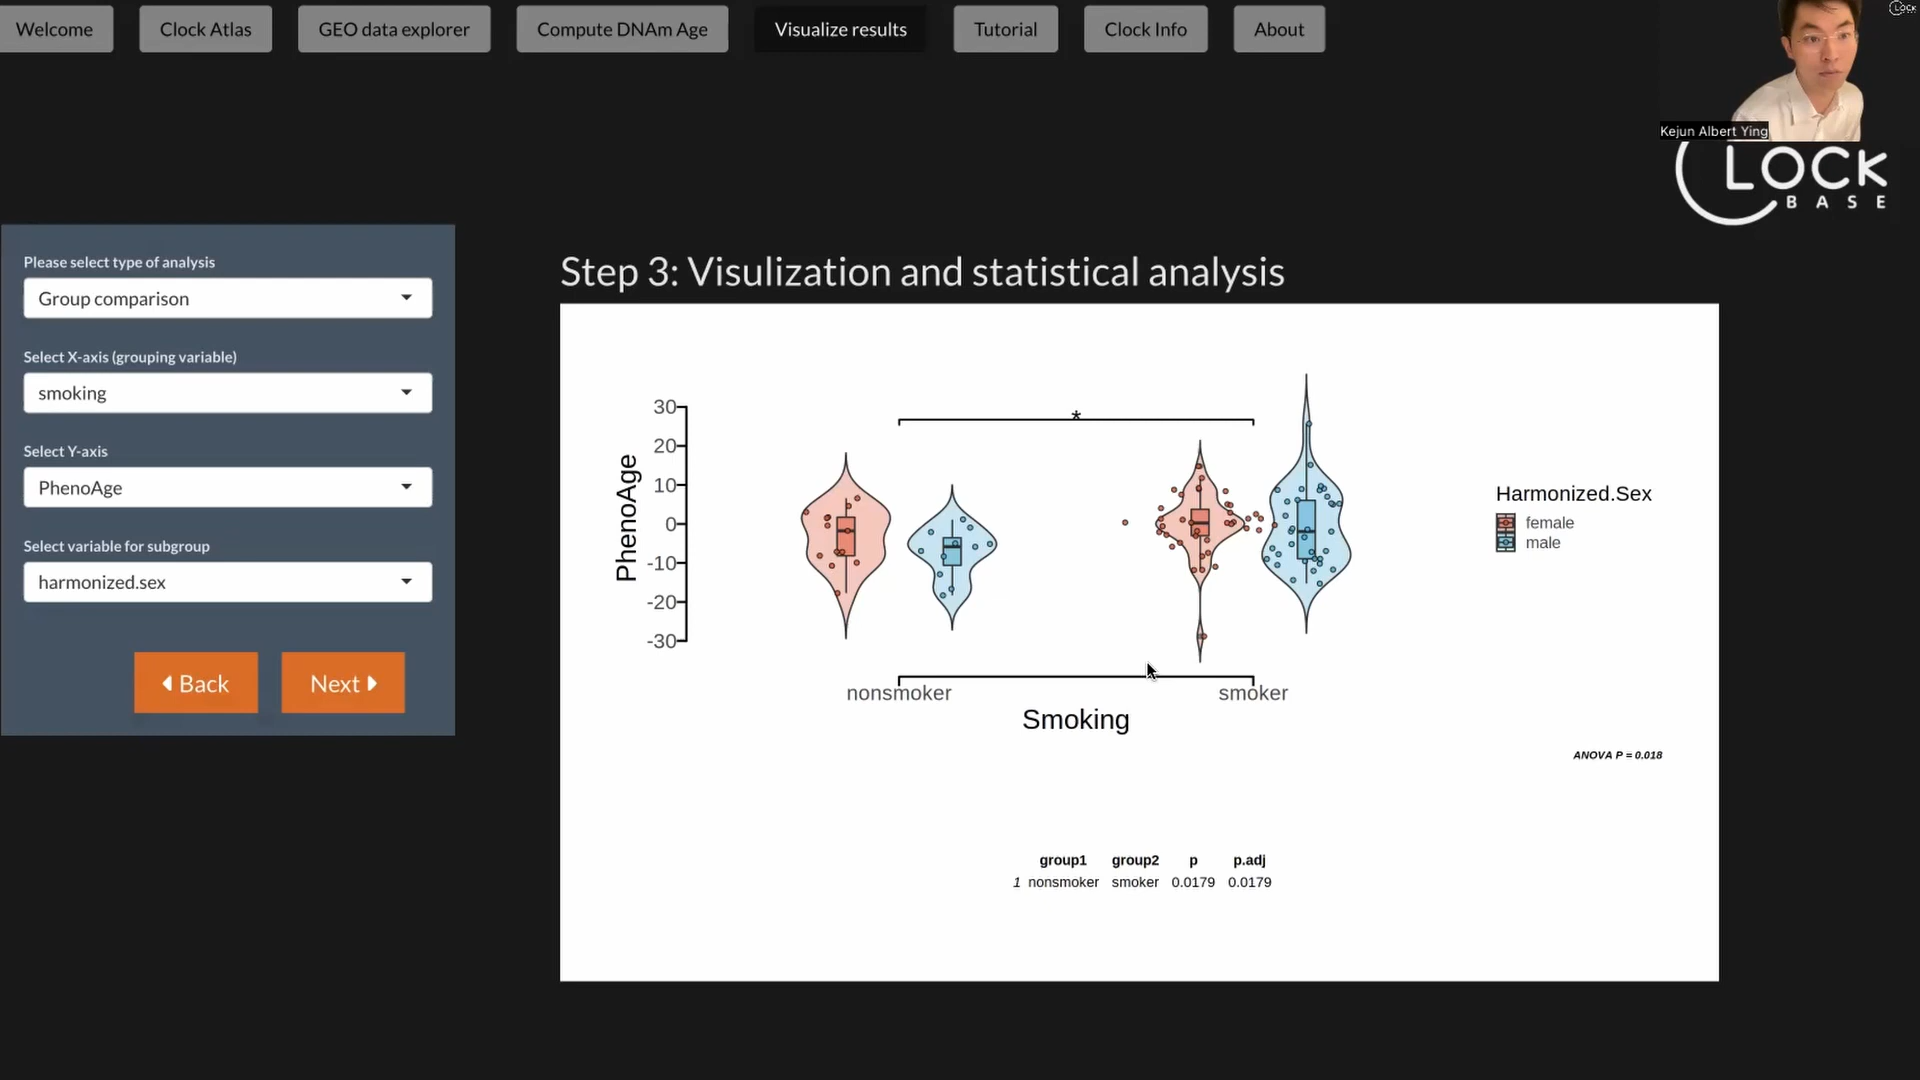 Welcome
Clock Atlas
GEO data explorer
Compute DNAm Age
Visualize results
Tutorial
Clock Info
About
LOCK
Kejun Albert Ying
LOCK
BASE
Please select type of analysis
Group comparison
Select X-axis (grouping variable)
smoking
Select Y-axis
PhenoAge
Select variable for subgroup
harmonized.sex
Back
Next
Step 3: Visulization and statistical analysis
PhenoAge
30
20
10
0
-10
-20
-30
*
nonsmoker
smoker
Smoking
Harmonized.Sex
female
male
ANOVA P = 0.018
group1 group2 p p.adj
1 nonsmoker smoker 0.0179 0.0179